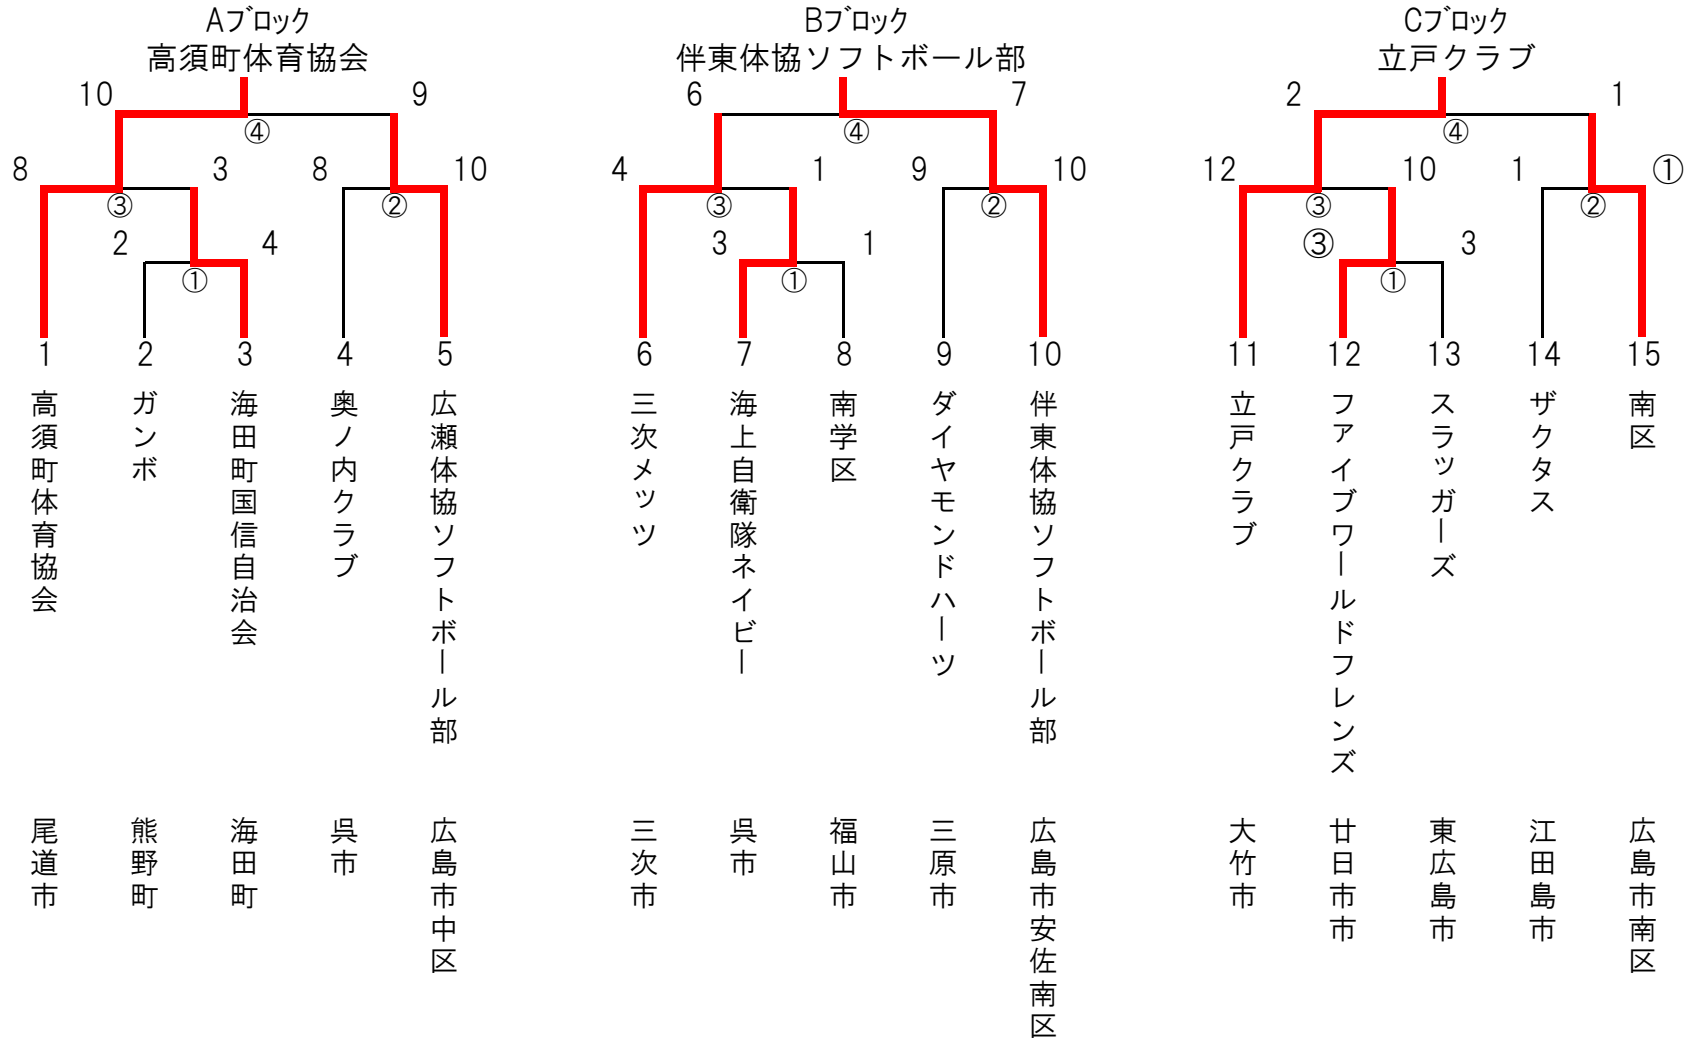 Aブロック
高須町体育協会
10
9
④
8
3
8
10
③
②
2
4
①
1
2
3
4
5
高須町体育協会
ガンボ
海田町国信自治会
奥ノ内クラブ
広瀬体協ソフトボール部
尾道市
熊野町
海田町
呉市
広島市中区
Bブロック
伴東体協ソフトボール部
6
7
④
4
1
9
10
③
②
3
1
①
6
7
8
9
10
三次メッツ
海上自衛隊ネイビー
南学区
ダイヤモンドハーツ
伴東体協ソフトボール部
三次市
呉市
福山市
三原市
広島市安佐南区
Cブロック
立戸クラブ
2
1
④
12
10
1
①
③
②
③
3
①
11
12
13
14
15
立戸クラブ
ファイブワールドフレンズ
スラッガーズ
ザクタス
南区
大竹市
廿日市市
東広島市
江田島市
広島市南区